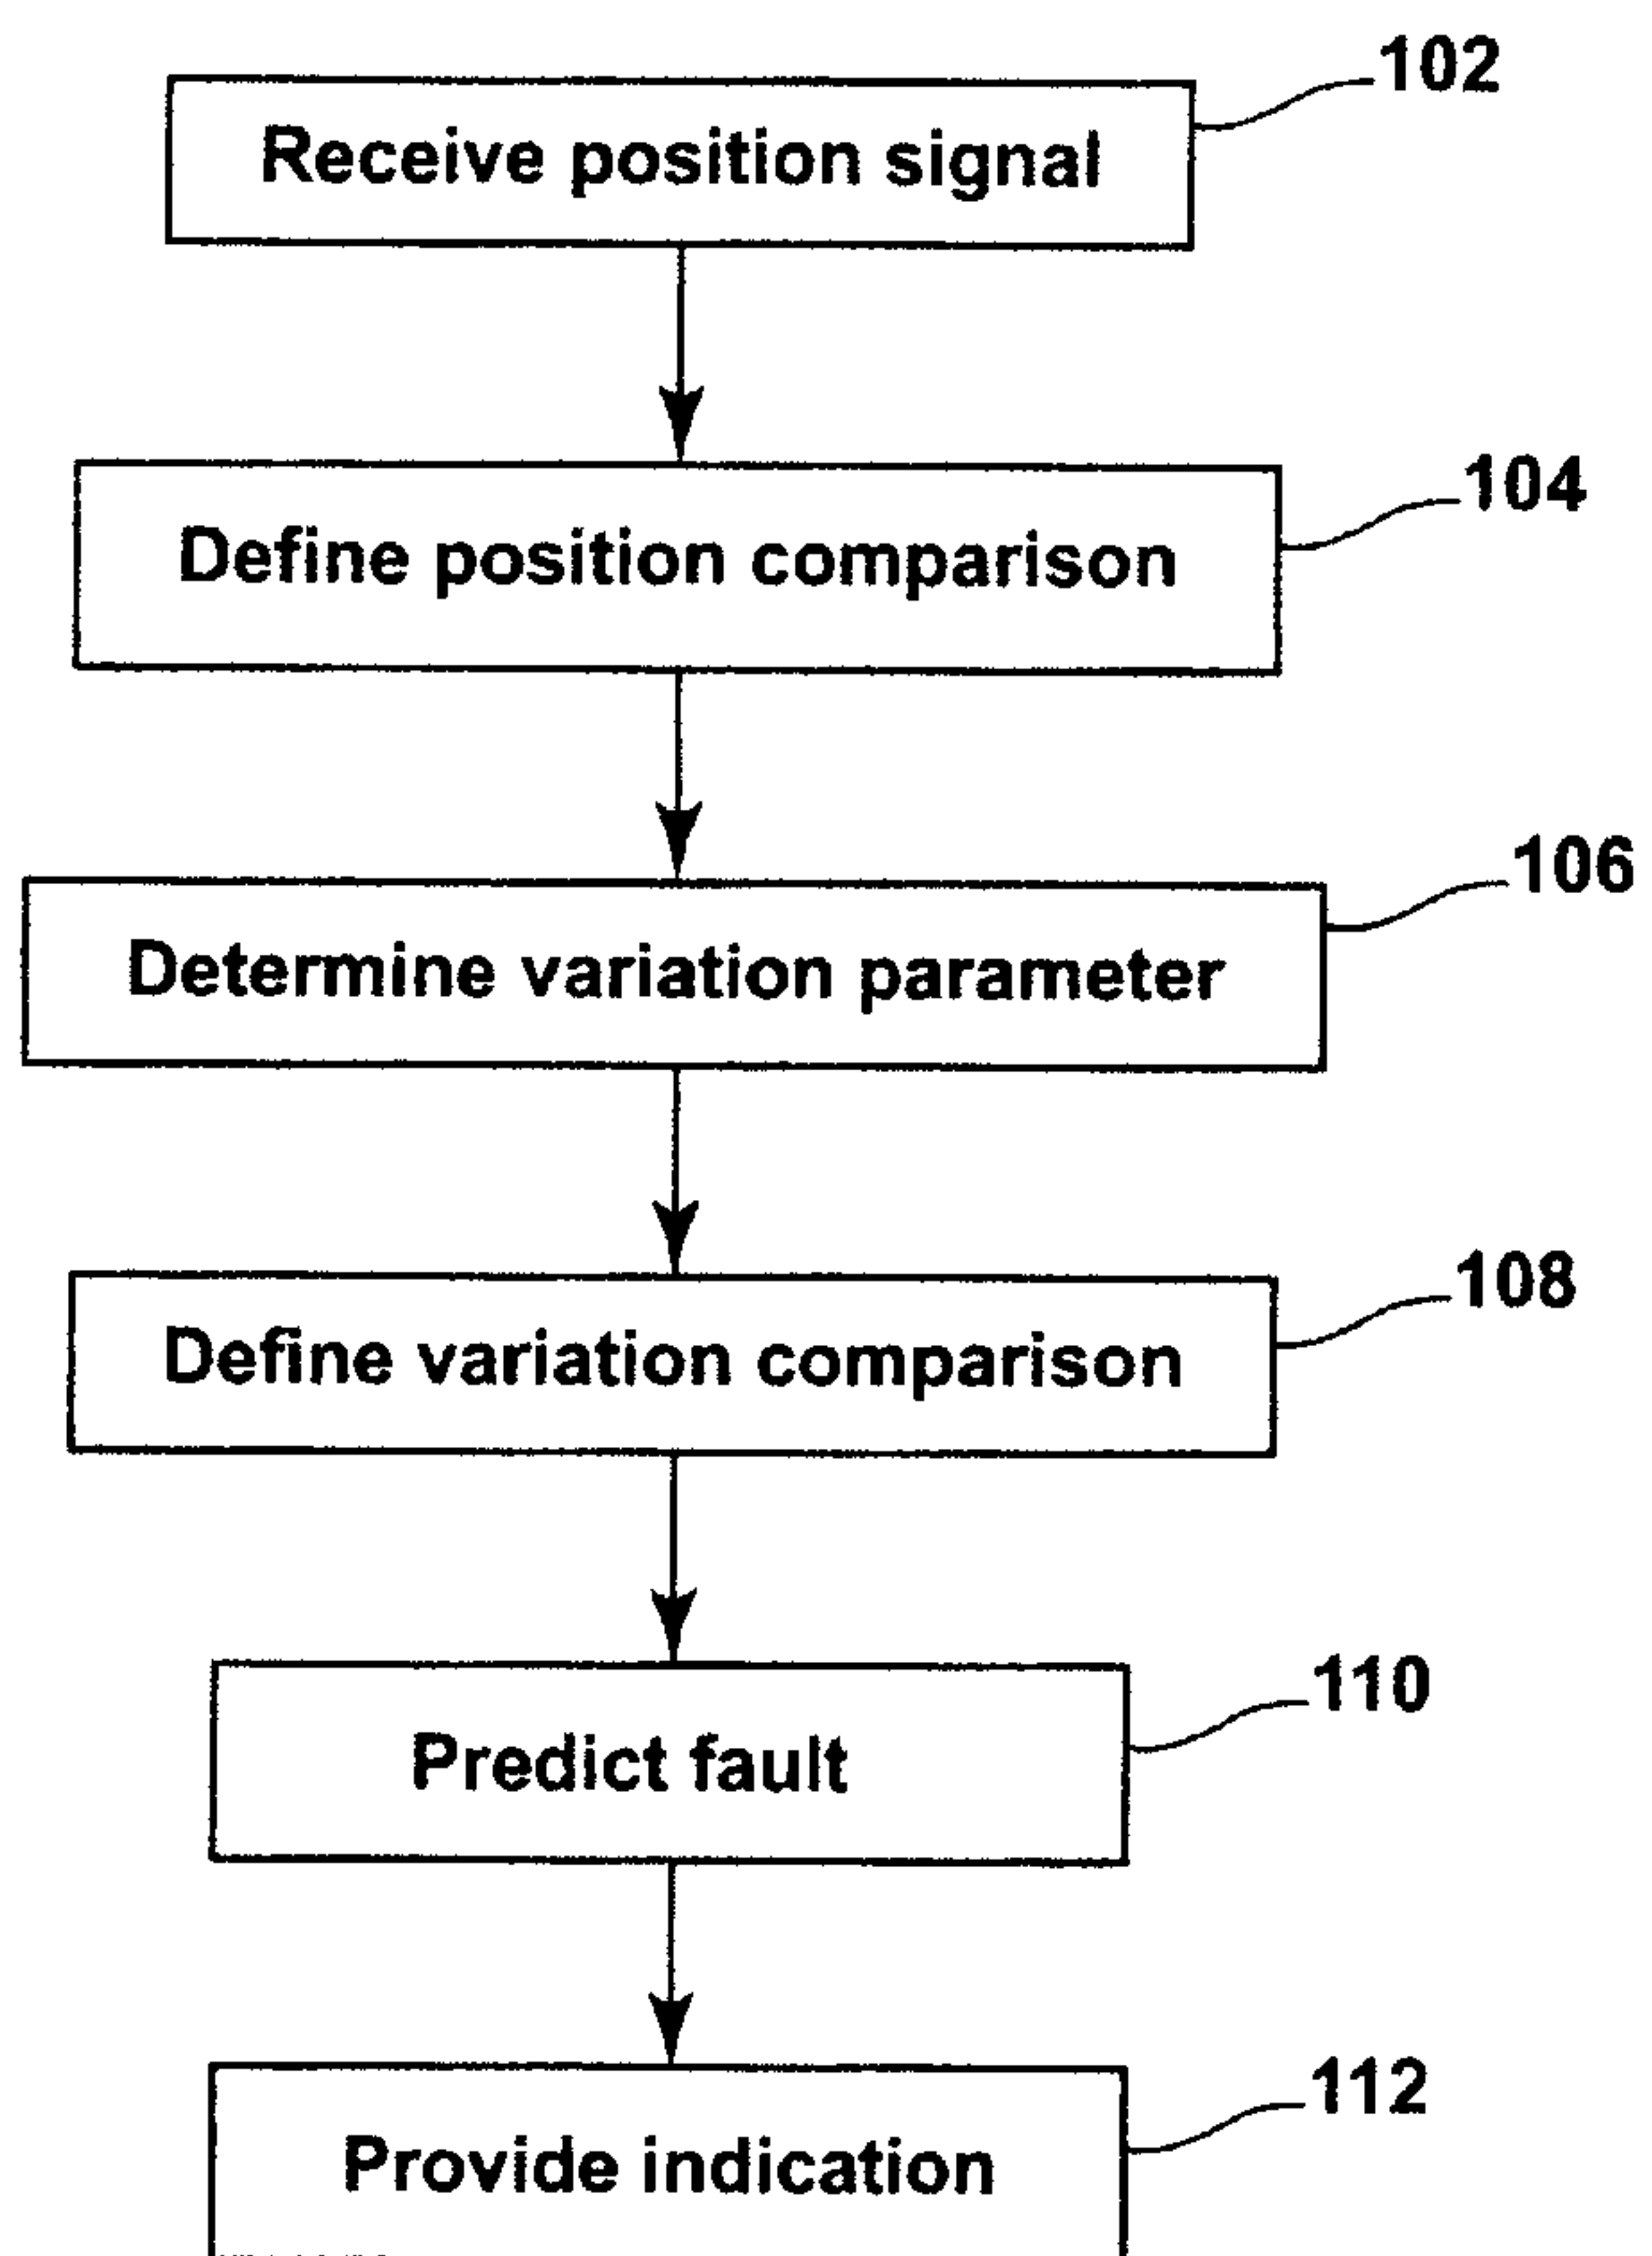 102
Receive position signal
104
Define position comparison
106
Determine variation parameter
108
Define variation comparison
110
Predict fault
112
Provide indication